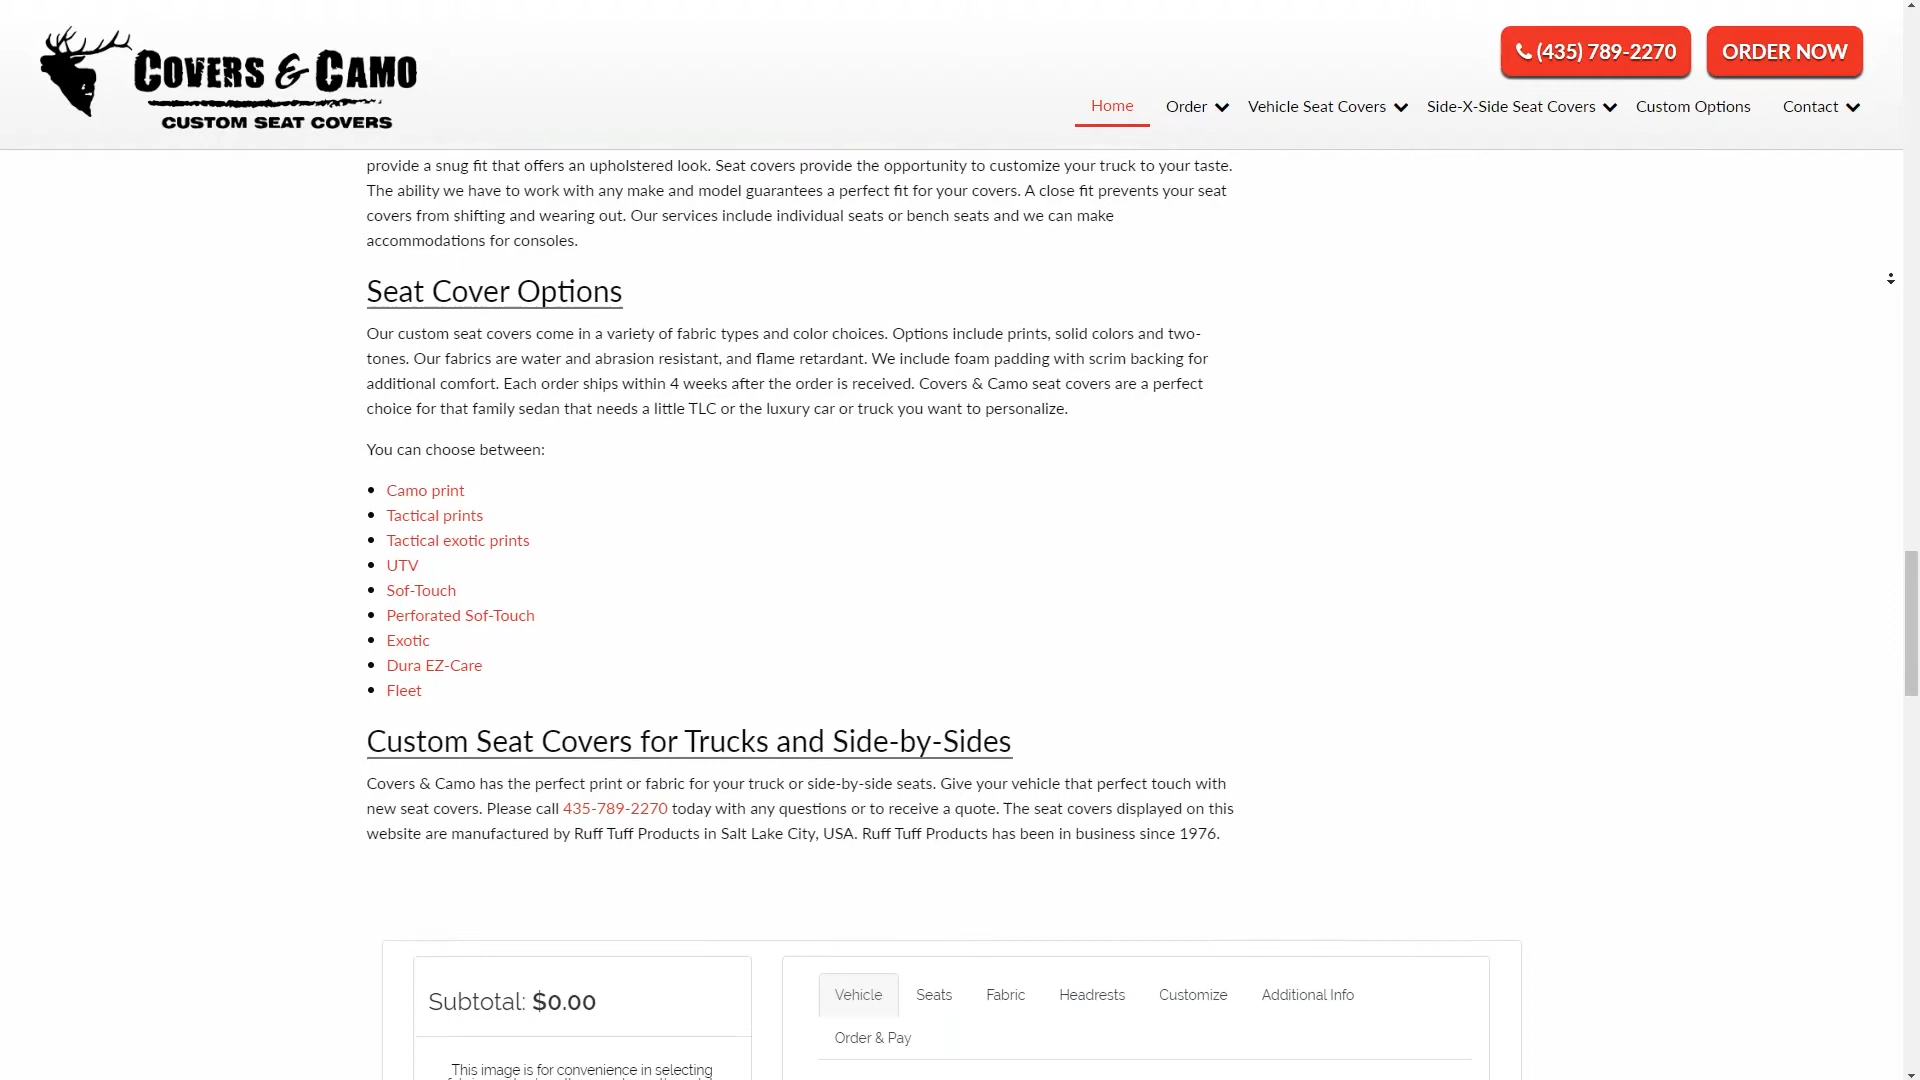 COVERS & CAMO
CUSTOM SEAT COVERS
(435) 789-2270
ORDER NOW
Home
Order
Vehicle Seat Covers
Side-X-Side Seat Covers
Custom Options
Contact
provide a snug fit that offers an upholstered look. Seat covers provide the opportunity to customize your truck to your taste.
The ability we have to work with any make and model guarantees a perfect fit for your covers. A close fit prevents your seat
covers from shifting and wearing out. Our services include individual seats or bench seats and we can make
accommodations for consoles.
Seat Cover Options
Our custom seat covers come in a variety of fabric types and color choices. Options include prints, solid colors and two-
tones. Our fabrics are water and abrasion resistant, and flame retardant. We include foam padding with scrim backing for
additional comfort. Each order ships within 4 weeks after the order is received. Covers & Camo seat covers are a perfect
choice for that family sedan that needs a little TLC or the luxury car or truck you want to personalize.
You can choose between:
Camo print
Tactical prints
Tactical exotic prints
UTV
Sof-Touch
Perforated Sof-Touch
Exotic
Dura EZ-Care
Fleet
Custom Seat Covers for Trucks and Side-by-Sides
Covers & Camo has the perfect print or fabric for your truck or side-by-side seats. Give your vehicle that perfect touch with
new seat covers. Please call 435-789-2270 today with any questions or to receive a quote. The seat covers displayed on this
website are manufactured by Ruff Tuff Products in Salt Lake City, USA. Ruff Tuff Products has been in business since 1976.
Subtotal: $0.00
Vehicle
Seats
Fabric
Headrests
Customize
Additional Info
Order & Pay
This image is for convenience in selecting